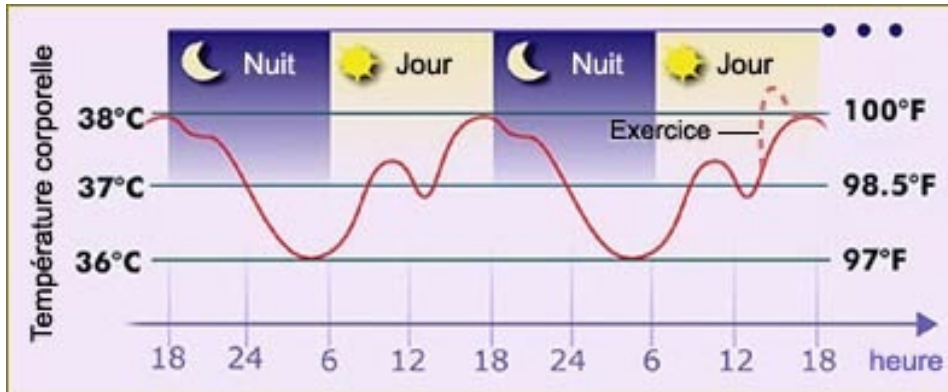 Nuit Jour Nuit Jour
38°C 100°F
Exercice
37°C 98.5°F
36°C 97°F
Température corporelle
18 24 6 12 18 24 6 12 18 heure